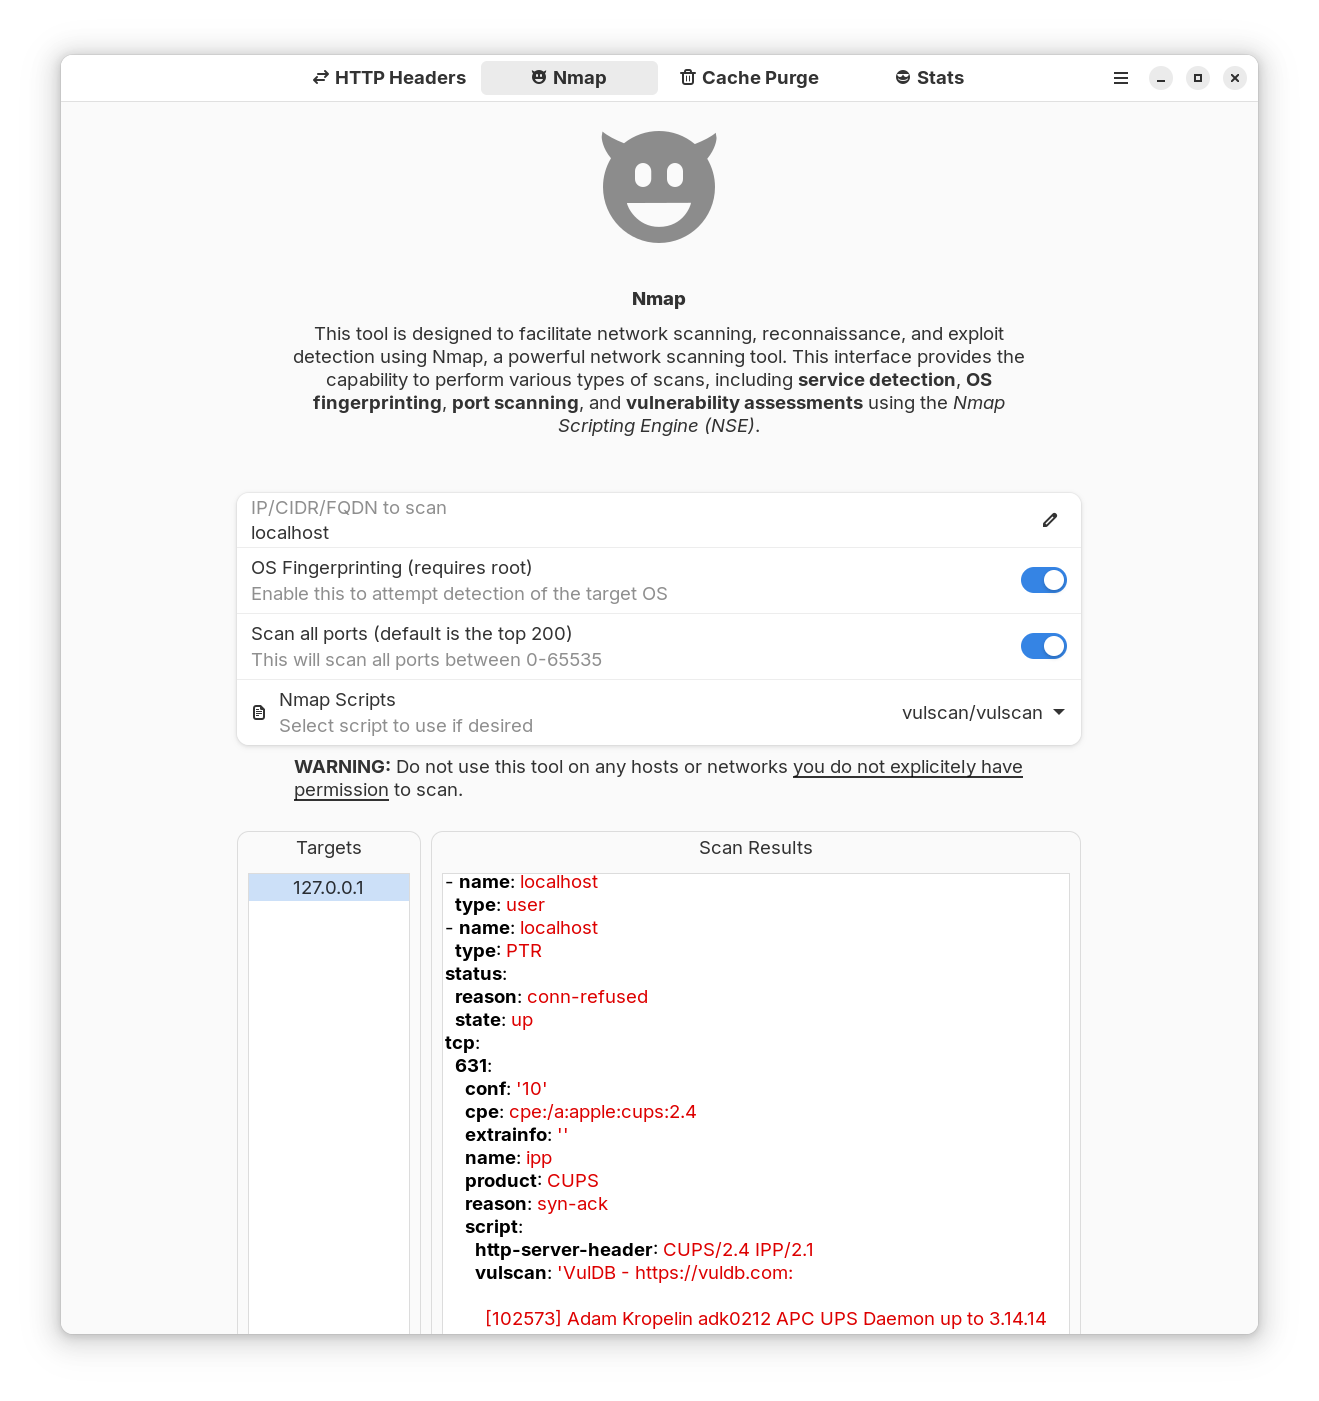 HTTP Headers
Nmap
Cache Purge
Stats
Nmap
This tool is designed to facilitate network scanning, reconnaissance, and exploit
detection using Nmap, a powerful network scanning tool. This interface provides the
capability to perform various types of scans, including service detection, OS
fingerprinting, port scanning, and vulnerability assessments using the Nmap
Scripting Engine (NSE).
IP/CIDR/FQDN to scan
localhost
OS Fingerprinting (requires root)
Enable this to attempt detection of the target OS
Scan all ports (default is the top 200)
This will scan all ports between 0-65535
Nmap Scripts
Select script to use if desired
vulscan/vulscan
WARNING: Do not use this tool on any hosts or networks you do not explicitely have
permission to scan.
Targets
127.0.0.1
Scan Results
- name: localhost
type: user
- name: localhost
type: PTR
status:
reason: conn-refused
state: up
tcp:
631:
conf: '10'
cpe: cpe:/a:apple:cups:2.4
extrainfo: ''
name: ipp
product: CUPS
reason: syn-ack
script:
http-server-header: CUPS/2.4 IPP/2.1
vulscan: 'VulDB - https://vuldb.com:
[102573] Adam Kropelin adk0212 APC UPS Daemon up to 3.14.14